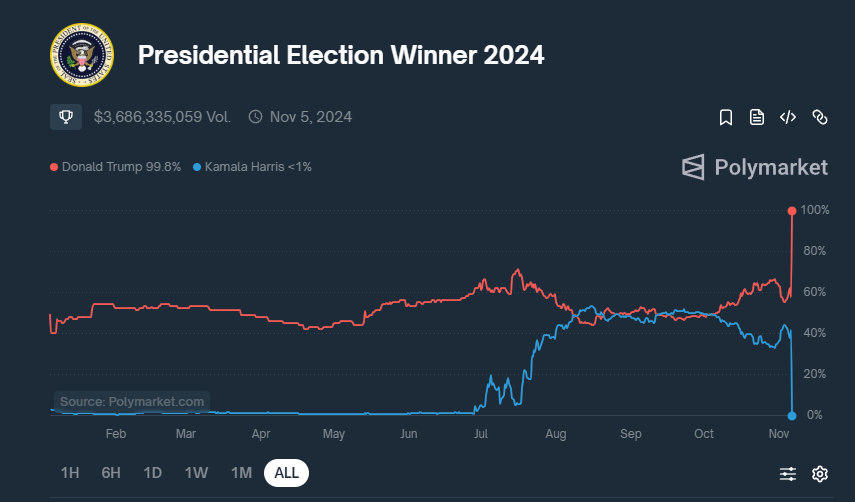 Presidential Election Winner 2024
$3,686,335,059 Vol. Nov 5, 2024
Donald Trump 99.8% Kamala Harris <1%
Polymarket
100%
80%
60%
40%
20%
0%
Source: Polymarket.com
Feb Mar Apr May Jun Jul Aug Sep Oct Nov
1H 6H 1D 1W 1M ALL